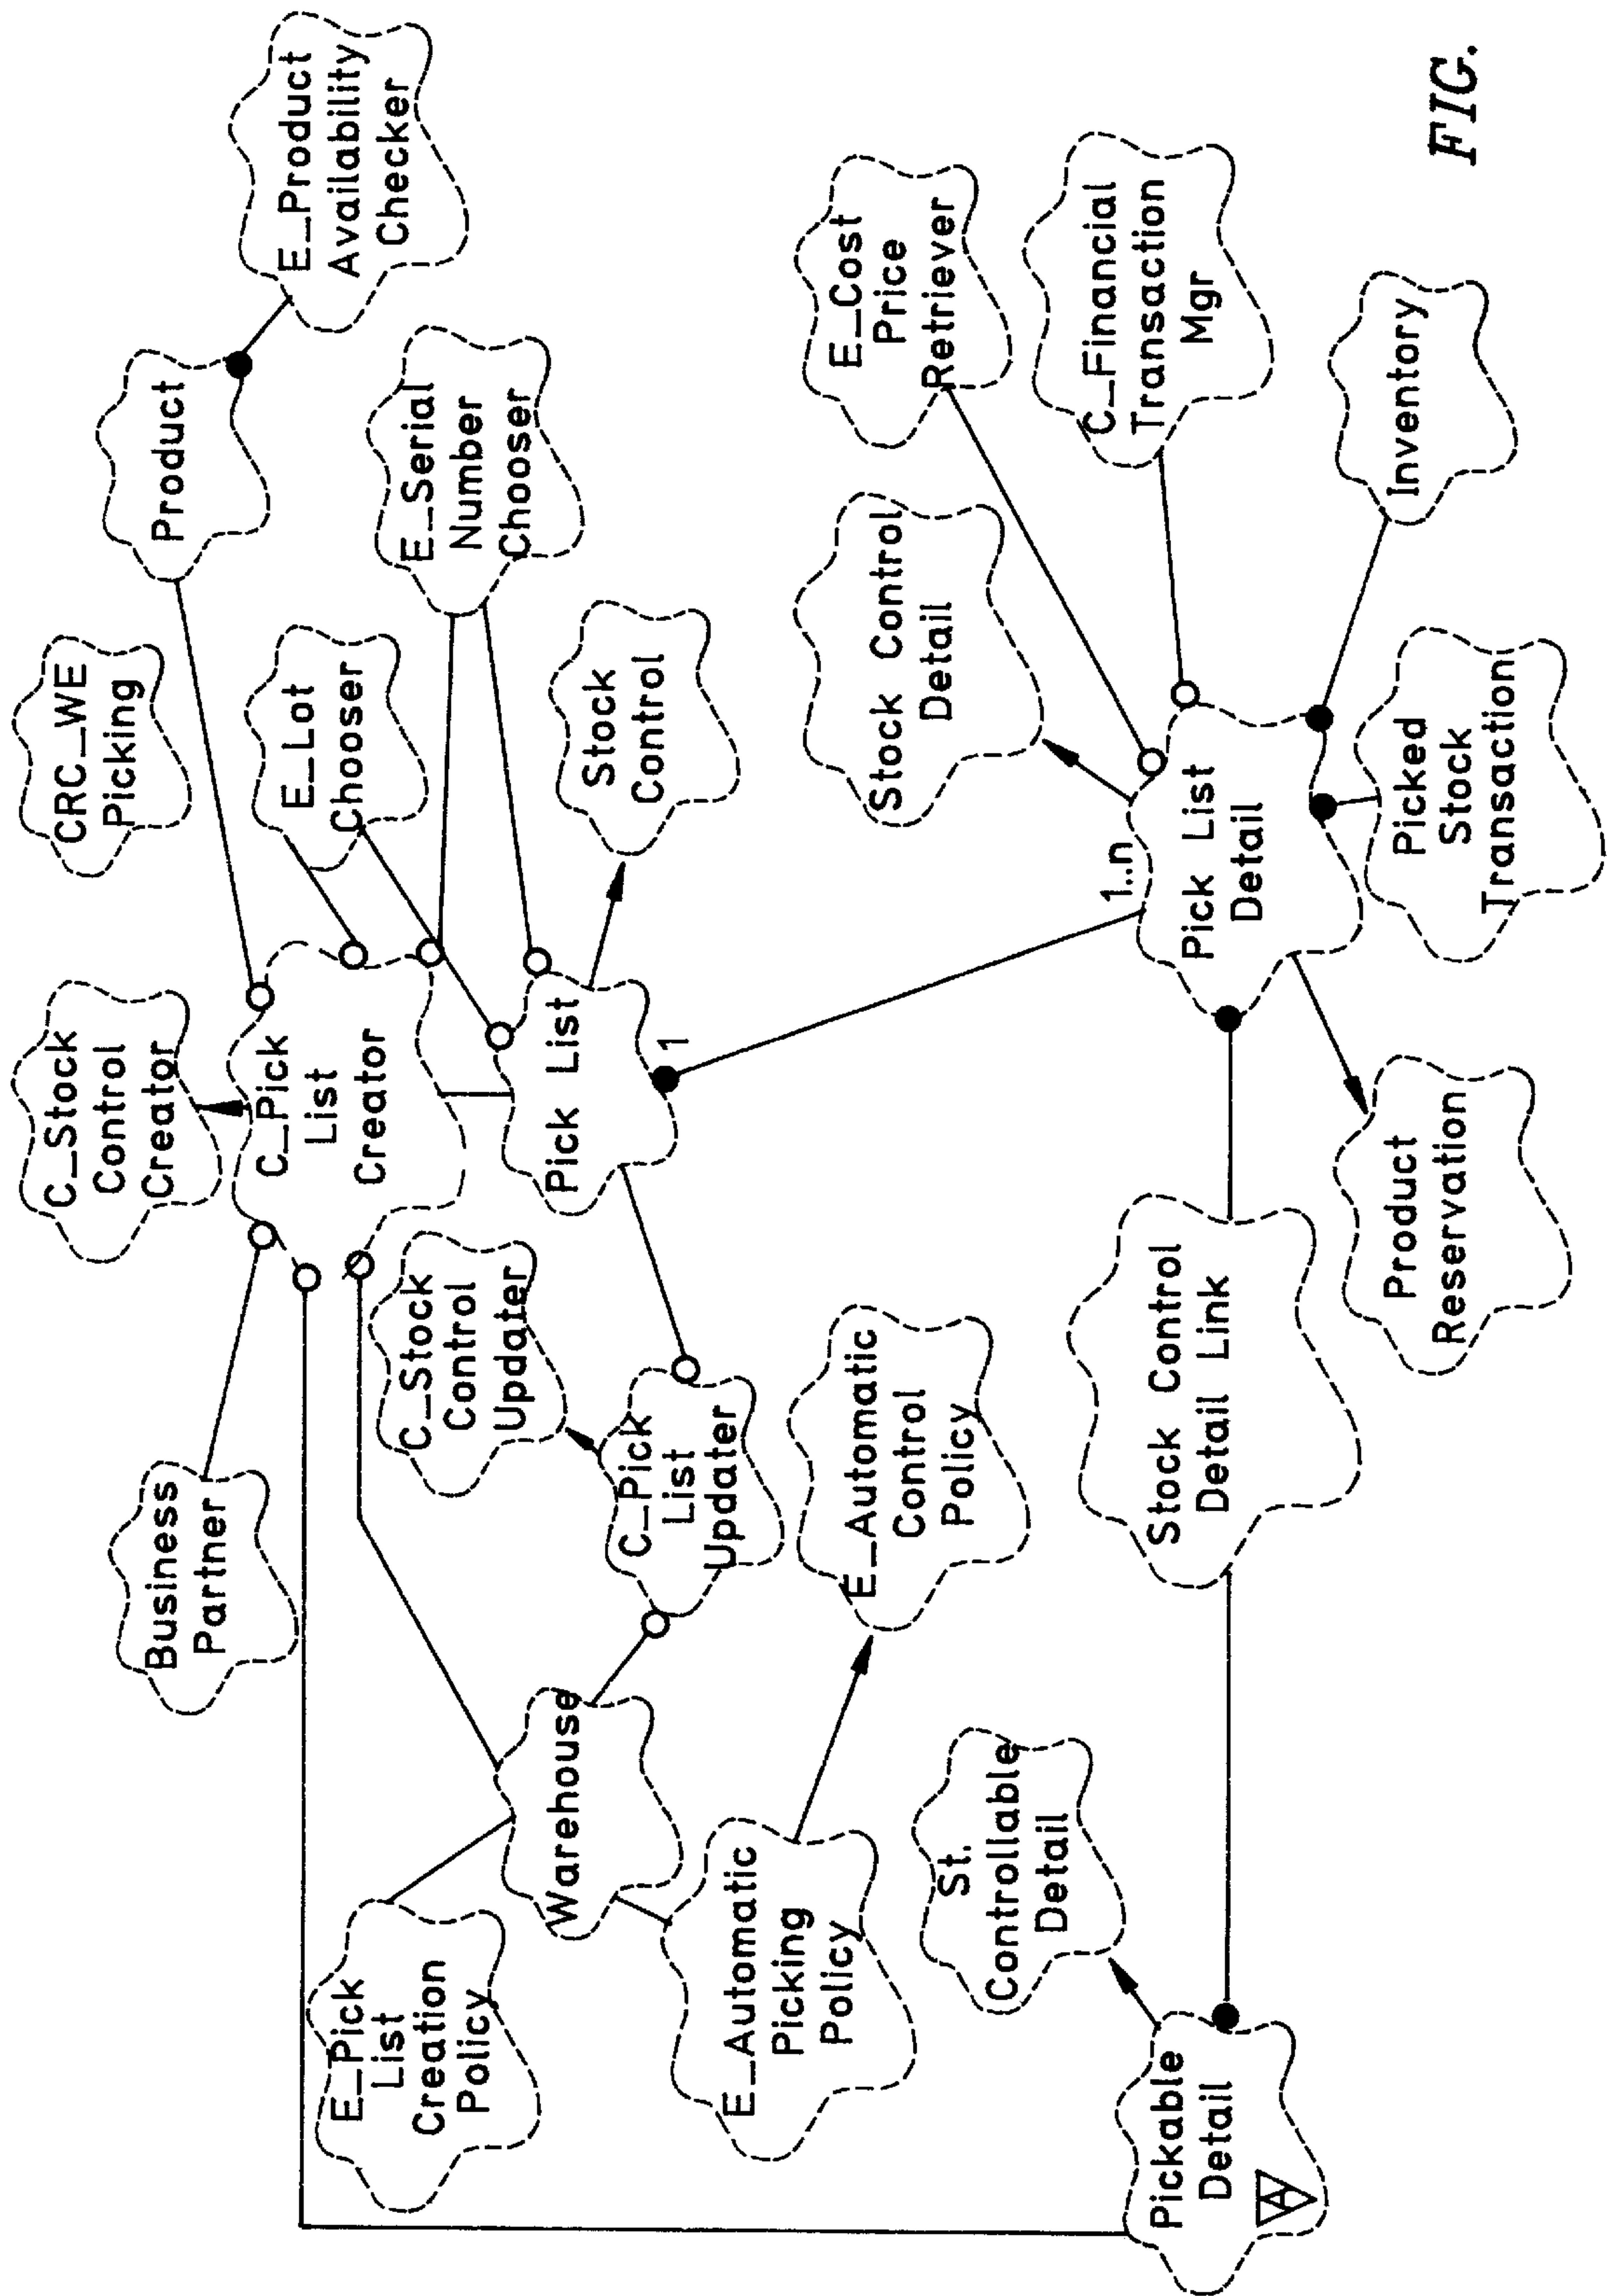 CRC_WE
Picking
Product
E_Product
Availability
Checker
C_Stock
Control
Creator
E_Lot
Chooser
E_Serial
Number
Chooser
Business
Partner
C_Pick
List
Creator
Stock
Control
C_Stock
Control
Updater
Pick List
1
E_Pick
List
Creation
Policy
Warehouse
C_Pick
List
Updater
E_Automatic
Picking
Policy
E_Automatic
Control
Policy
Stock Control
Detail
E_Cost
Price
Retriever
St.
Controllable
Detail
C_Financial
Transaction
Mgr
1..n
Pick List
Detail
Stock Control
Detail Link
Pickable
Detail
A
Product
Reservation
Picked
Stock
Transaction
Inventory
FIG.